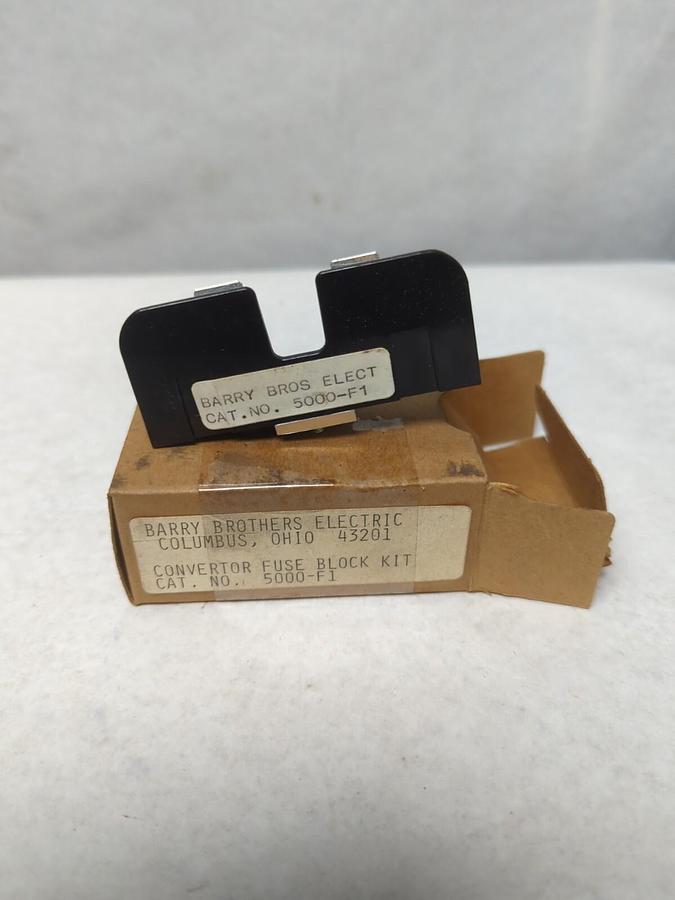 BARRY BROS ELECT
CAT.NO. 5000-F1
BARRY BROTHERS ELECTRIC
COLUMBUS, OHIO 43201
CONVERTOR FUSE BLOCK KIT
CAT. NO. 5000-F1